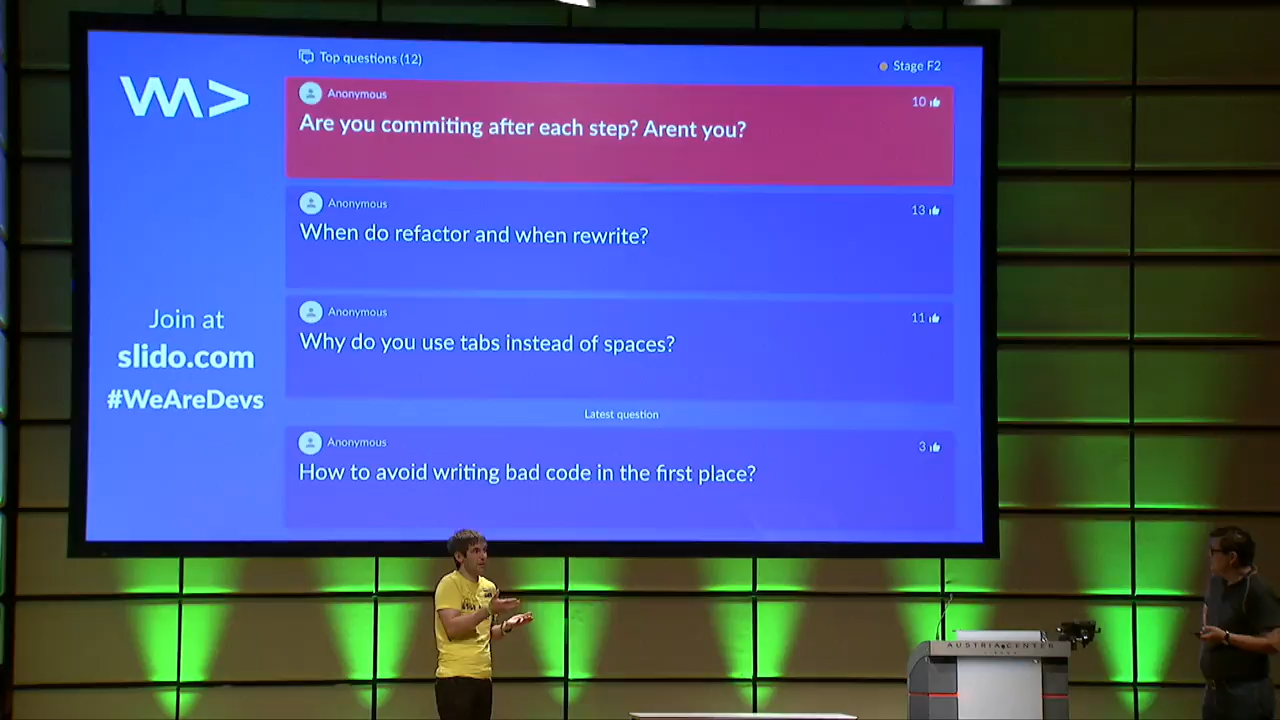 Top questions (12)
Stage F2
Anonymous
10
Are you commiting after each step? Arent you?
Anonymous
13
When do refactor and when rewrite?
Anonymous
11
Why do you use tabs instead of spaces?
Join at
slido.com
#WeAreDevs
Latest question
Anonymous
3
How to avoid writing bad code in the first place?
AUSTRIA CENTER